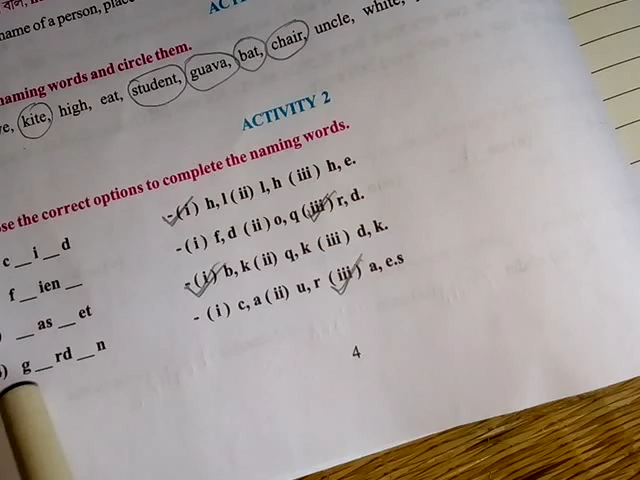 name of a person, place
naming words and circle them.
kite, high, eat, student, guava, bat, chair, uncle, white,
ACTIVITY 2
the correct options to complete the naming words.
c __ i __ d - (i) h, l (ii) l, h (iii) h, e.
f __ ien __ - (i) f, d (ii) o, q (iii) r, d.
__ as __ et - (i) b, k (ii) q, k (iii) d, k.
) g __ rd __ n - (i) c, a (ii) u, r (iii) a, e.s
4